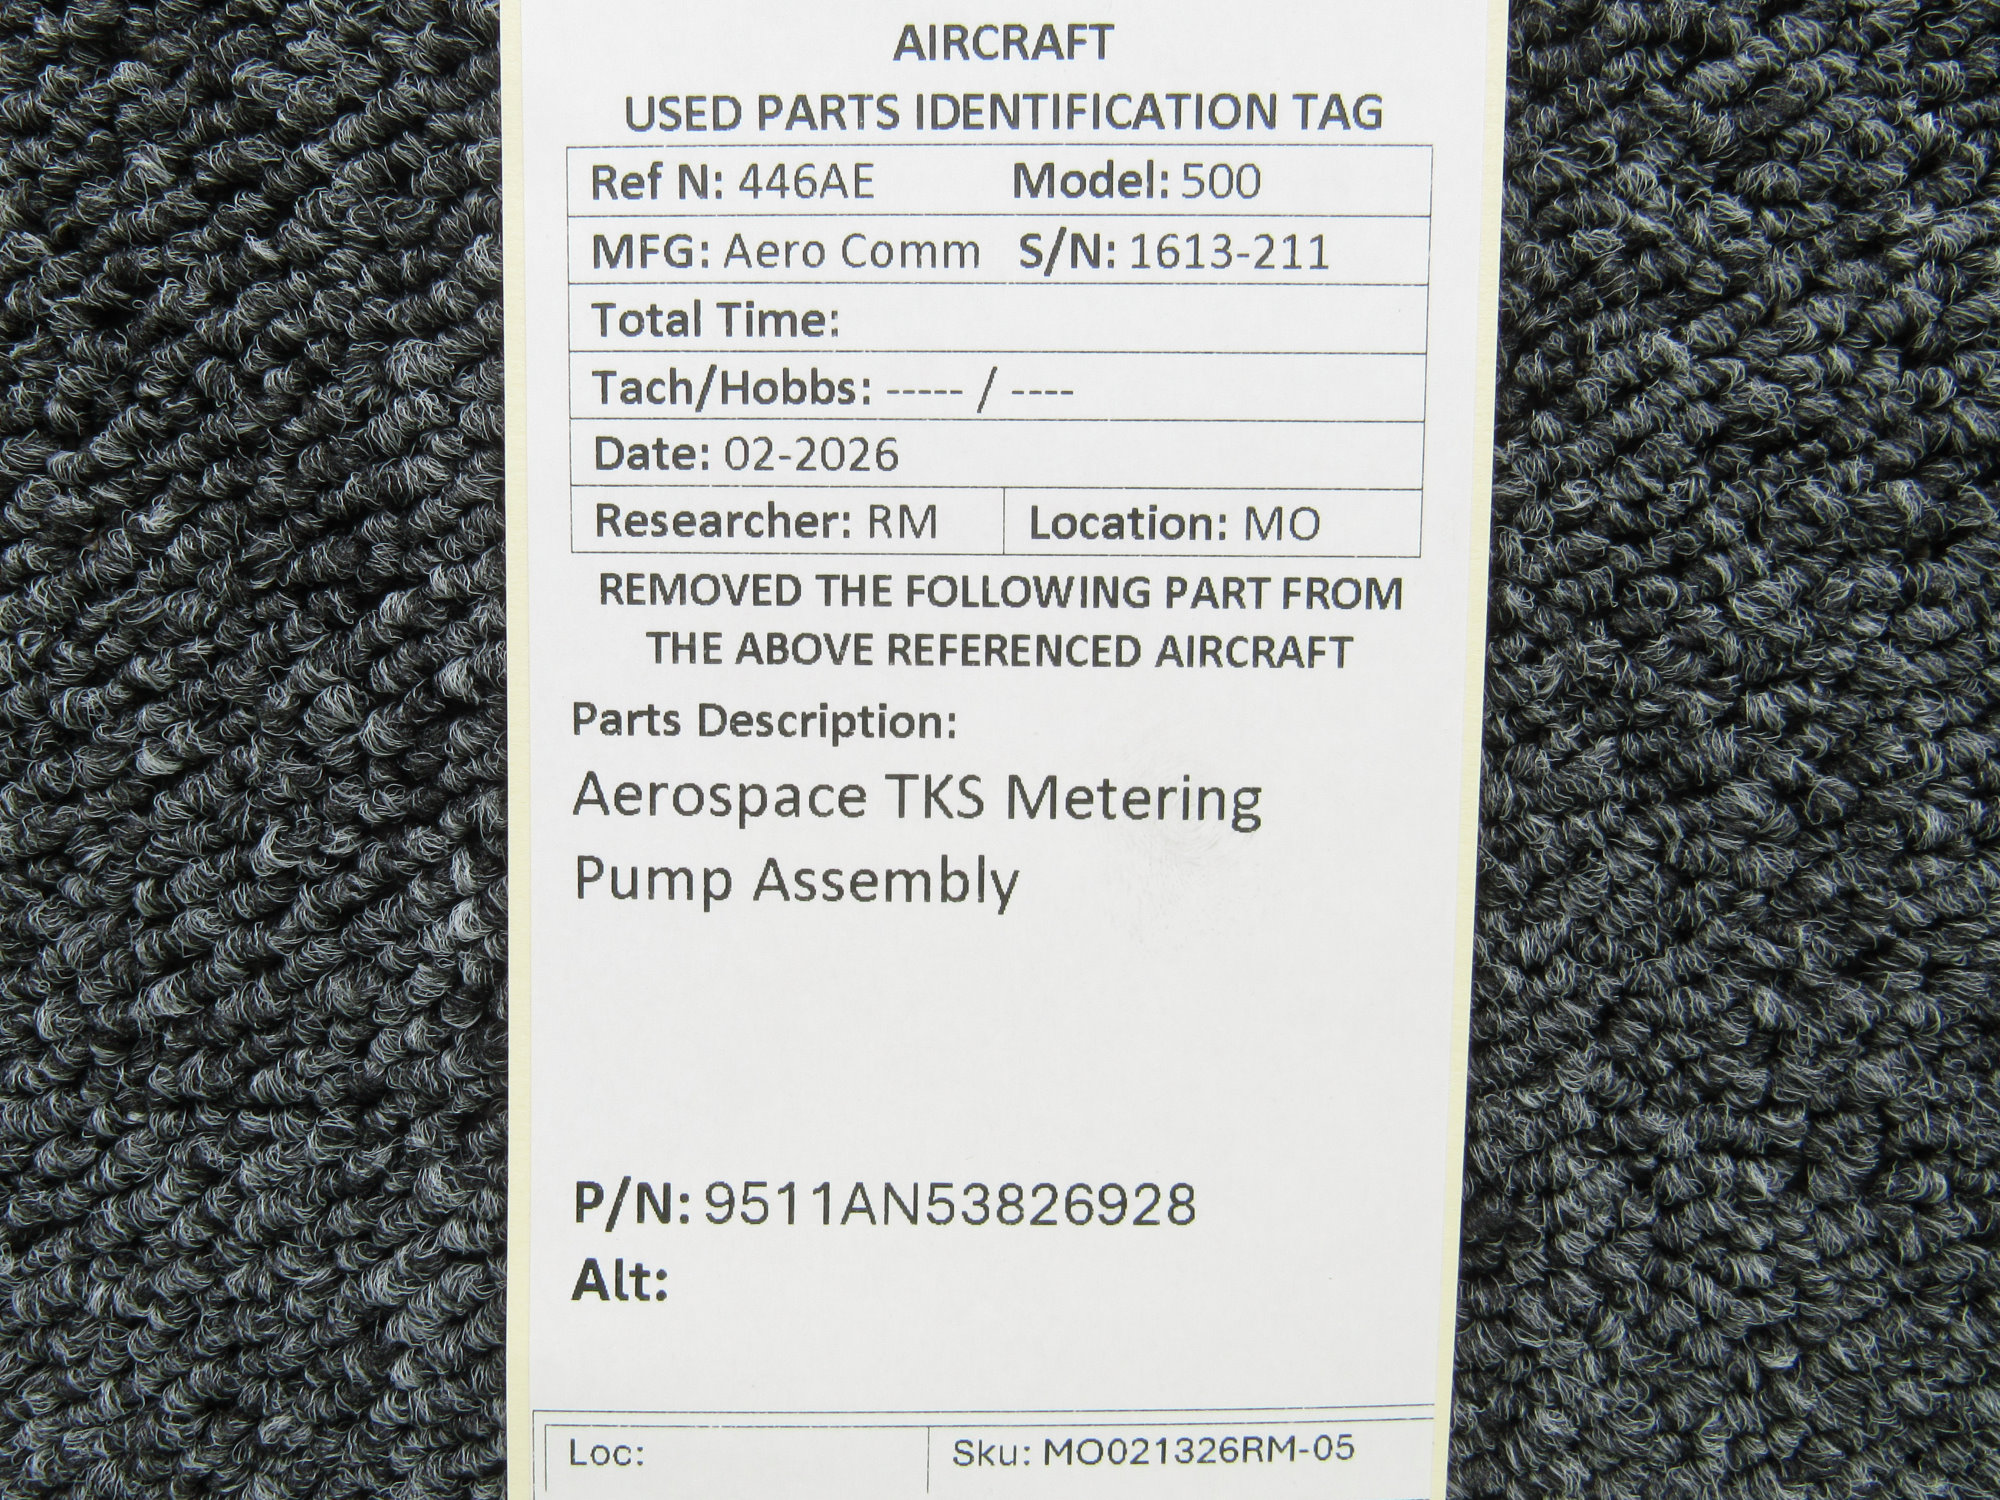 AIRCRAFT
USED PARTS IDENTIFICATION TAG
Ref N: 446AE Model: 500
MFG: Aero Comm S/N: 1613-211
Total Time:
Tach/Hobbs: ----- / ----
Date: 02-2026
Researcher: RM Location: MO
REMOVED THE FOLLOWING PART FROM
THE ABOVE REFERENCED AIRCRAFT
Parts Description:
Aerospace TKS Metering
Pump Assembly
P/N: 9511AN53826928
Alt:
Loc: Sku: MO021326RM-05